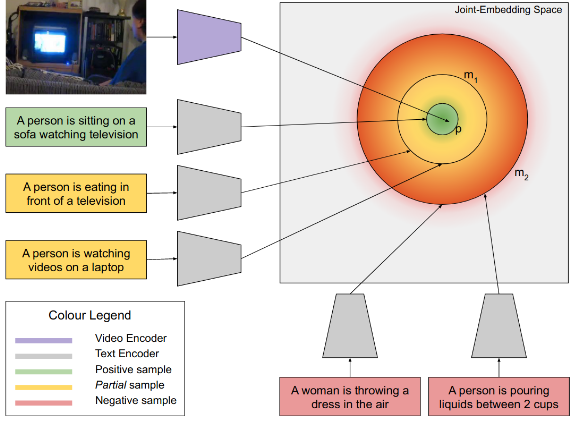 Joint-Embedding Space
m1
p
m2
A person is sitting on a
sofa watching television
A person is eating in
front of a television
A person is watching
videos on a laptop
Colour Legend
Video Encoder
Text Encoder
Positive sample
Partial sample
Negative sample
A woman is throwing a
dress in the air
A person is pouring
liquids between 2 cups